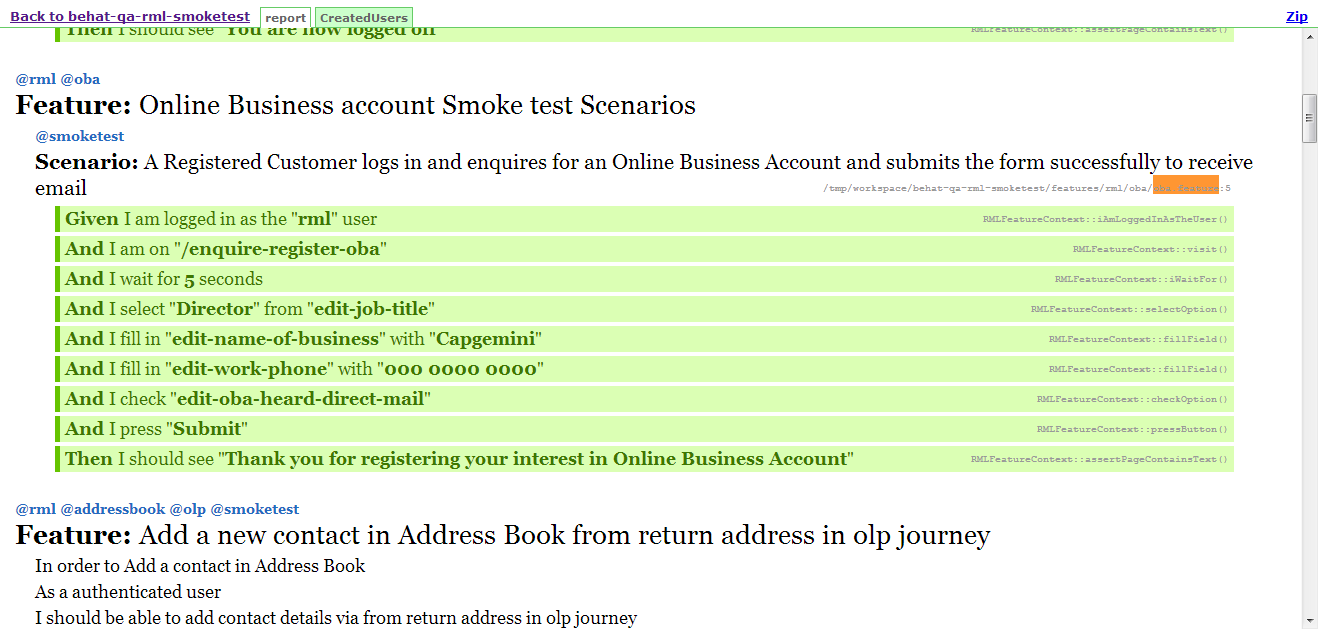 Back to behat-qa-rml-smoketest report CreatedUsers Zip
Then I should see "You are now logged off" RMLFeatureContext::assertPageContainsText()
@rml @oba
Feature: Online Business account Smoke test Scenarios
@smoketest
Scenario: A Registered Customer logs in and enquires for an Online Business Account and submits the form successfully to receive
email /tmp/workspace/behat-qa-rml-smoketest/features/rml/oba/oba.feature:5
Given I am logged in as the "rml" user RMLFeatureContext::iAmLoggedInAsTheUser()
And I am on "/enquire-register-oba" RMLFeatureContext::visit()
And I wait for 5 seconds RMLFeatureContext::iWaitFor()
And I select "Director" from "edit-job-title" RMLFeatureContext::selectOption()
And I fill in "edit-name-of-business" with "Capgemini" RMLFeatureContext::fillField()
And I fill in "edit-work-phone" with "000 0000 0000" RMLFeatureContext::fillField()
And I check "edit-oba-heard-direct-mail" RMLFeatureContext::checkOption()
And I press "Submit" RMLFeatureContext::pressButton()
Then I should see "Thank you for registering your interest in Online Business Account" RMLFeatureContext::assertPageContainsText()
@rml @addressbook @olp @smoketest
Feature: Add a new contact in Address Book from return address in olp journey
In order to Add a contact in Address Book
As a authenticated user
I should be able to add contact details via from return address in olp journey